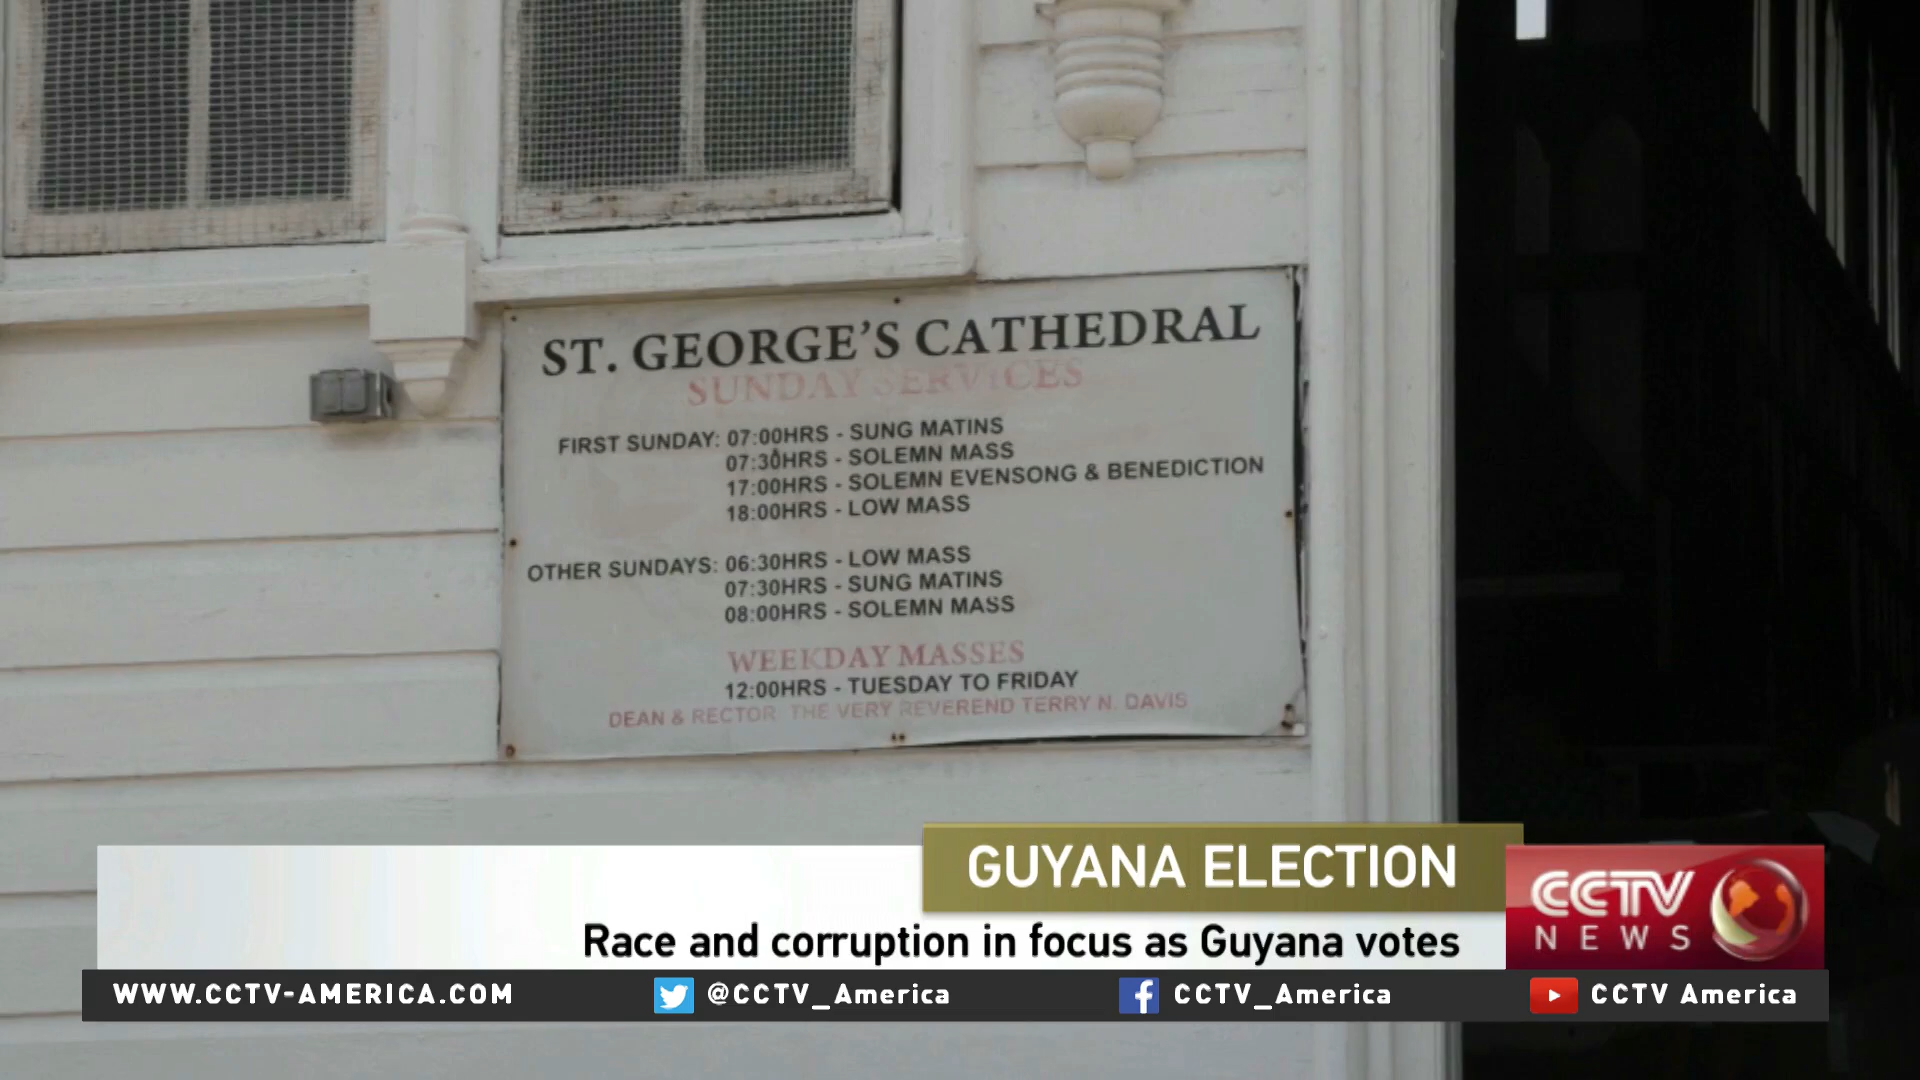 ST. GEORGE'S CATHEDRAL
SUNDAY SERVICES
FIRST SUNDAY: 07:00HRS - SUNG MATINS
07:30HRS - SOLEMN MASS
17:00HRS - SOLEMN EVENSONG & BENEDICTION
18:00HRS - LOW MASS
OTHER SUNDAYS: 06:30HRS - LOW MASS
07:30HRS - SUNG MATINS
08:00HRS - SOLEMN MASS
WEEKDAY MASSES
12:00HRS - TUESDAY TO FRIDAY
DEAN & RECTOR THE VERY REVEREND TERRY N. DAVIS
GUYANA ELECTION
Race and corruption in focus as Guyana votes
CCTV
NEWS
WWW.CCTV-AMERICA.COM @CCTV_America CCTV_America CCTV America